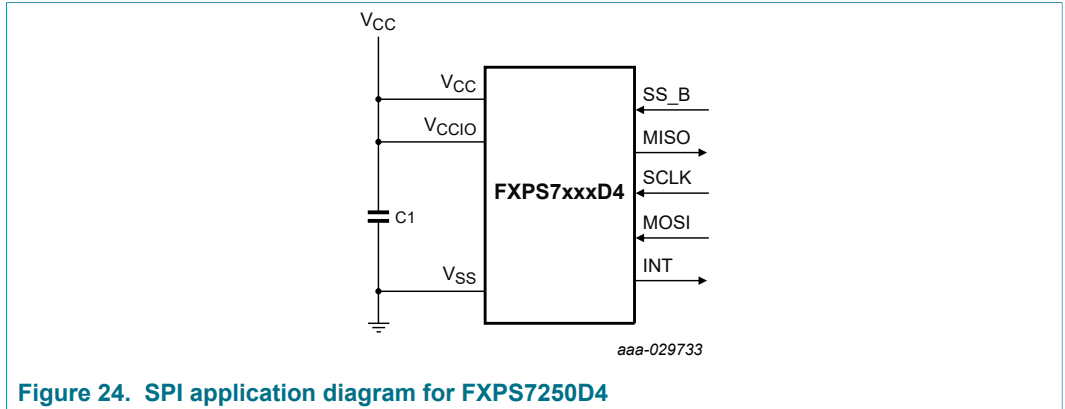 VCC
VCC
SS_B
VCCIO
MISO
SCLK
FXPS7xxxD4
C1
MOSI
VSS
INT
aaa-029733
Figure 24. SPI application diagram for FXPS7250D4